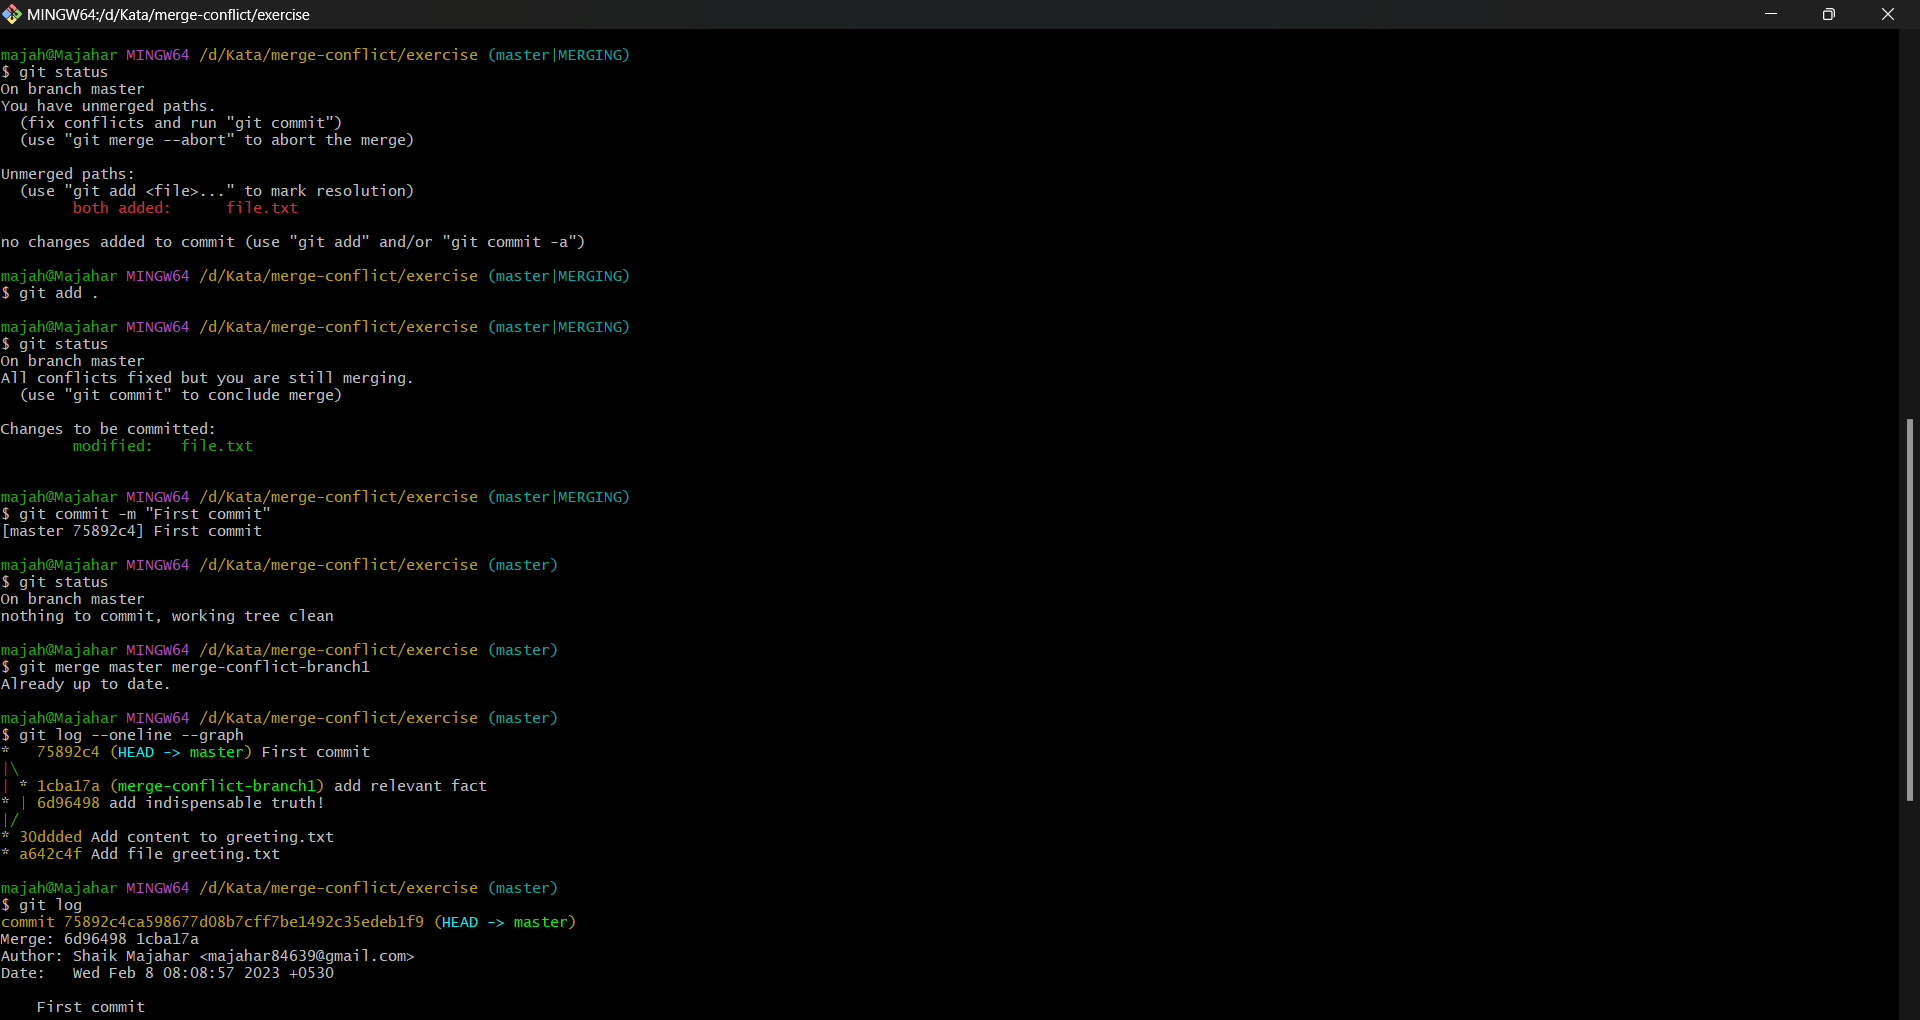 MINGW64:/d/Kata/merge-conflict/exercise
majah@Majahar MINGW64 /d/Kata/merge-conflict/exercise (master|MERGING)
$ git status
On branch master
You have unmerged paths.
  (fix conflicts and run "git commit")
  (use "git merge --abort" to abort the merge)
Unmerged paths:
  (use "git add <file>..." to mark resolution)
        both added:      file.txt
no changes added to commit (use "git add" and/or "git commit -a")
majah@Majahar MINGW64 /d/Kata/merge-conflict/exercise (master|MERGING)
$ git add .
majah@Majahar MINGW64 /d/Kata/merge-conflict/exercise (master|MERGING)
$ git status
On branch master
All conflicts fixed but you are still merging.
  (use "git commit" to conclude merge)
Changes to be committed:
        modified:   file.txt
majah@Majahar MINGW64 /d/Kata/merge-conflict/exercise (master|MERGING)
$ git commit -m "First commit"
[master 75892c4] First commit
majah@Majahar MINGW64 /d/Kata/merge-conflict/exercise (master)
$ git status
On branch master
nothing to commit, working tree clean
majah@Majahar MINGW64 /d/Kata/merge-conflict/exercise (master)
$ git merge master merge-conflict-branch1
Already up to date.
majah@Majahar MINGW64 /d/Kata/merge-conflict/exercise (master)
$ git log --oneline --graph
*   75892c4 (HEAD -> master) First commit
|\
| * 1cba17a (merge-conflict-branch1) add relevant fact
* | 6d96498 add indispensable truth!
|/
* 30ddded Add content to greeting.txt
* a642c4f Add file greeting.txt
majah@Majahar MINGW64 /d/Kata/merge-conflict/exercise (master)
$ git log
commit 75892c4ca598677d08b7cff7be1492c35edeb1f9 (HEAD -> master)
Merge: 6d96498 1cba17a
Author: Shaik Majahar <majahar84639@gmail.com>
Date:   Wed Feb 8 08:08:57 2023 +0530
    First commit